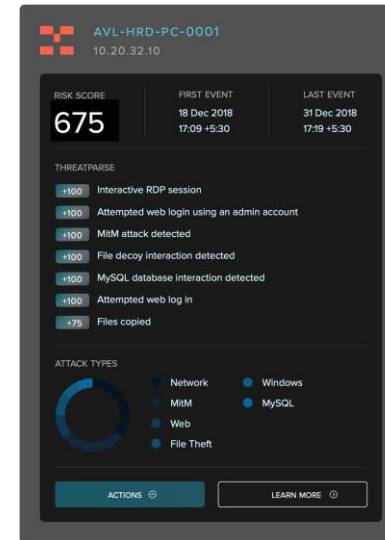 AVL-HRD-PC-0001
10.20.32.10
RISK SCORE
675
FIRST EVENT
18 Dec 2018
17:09 +5:30
LAST EVENT
31 Dec 2018
17:19 +5:30
THREATPARSE
+100 Interactive RDP session
+100 Attempted web login using an admin account
+100 MitM attack detected
+100 File decoy interaction detected
+100 MySQL database interaction detected
+100 Attempted web log in
+75 Files copied
ATTACK TYPES
Network
MitM
Web
File Theft
Windows
MySQL
ACTIONS
LEARN MORE